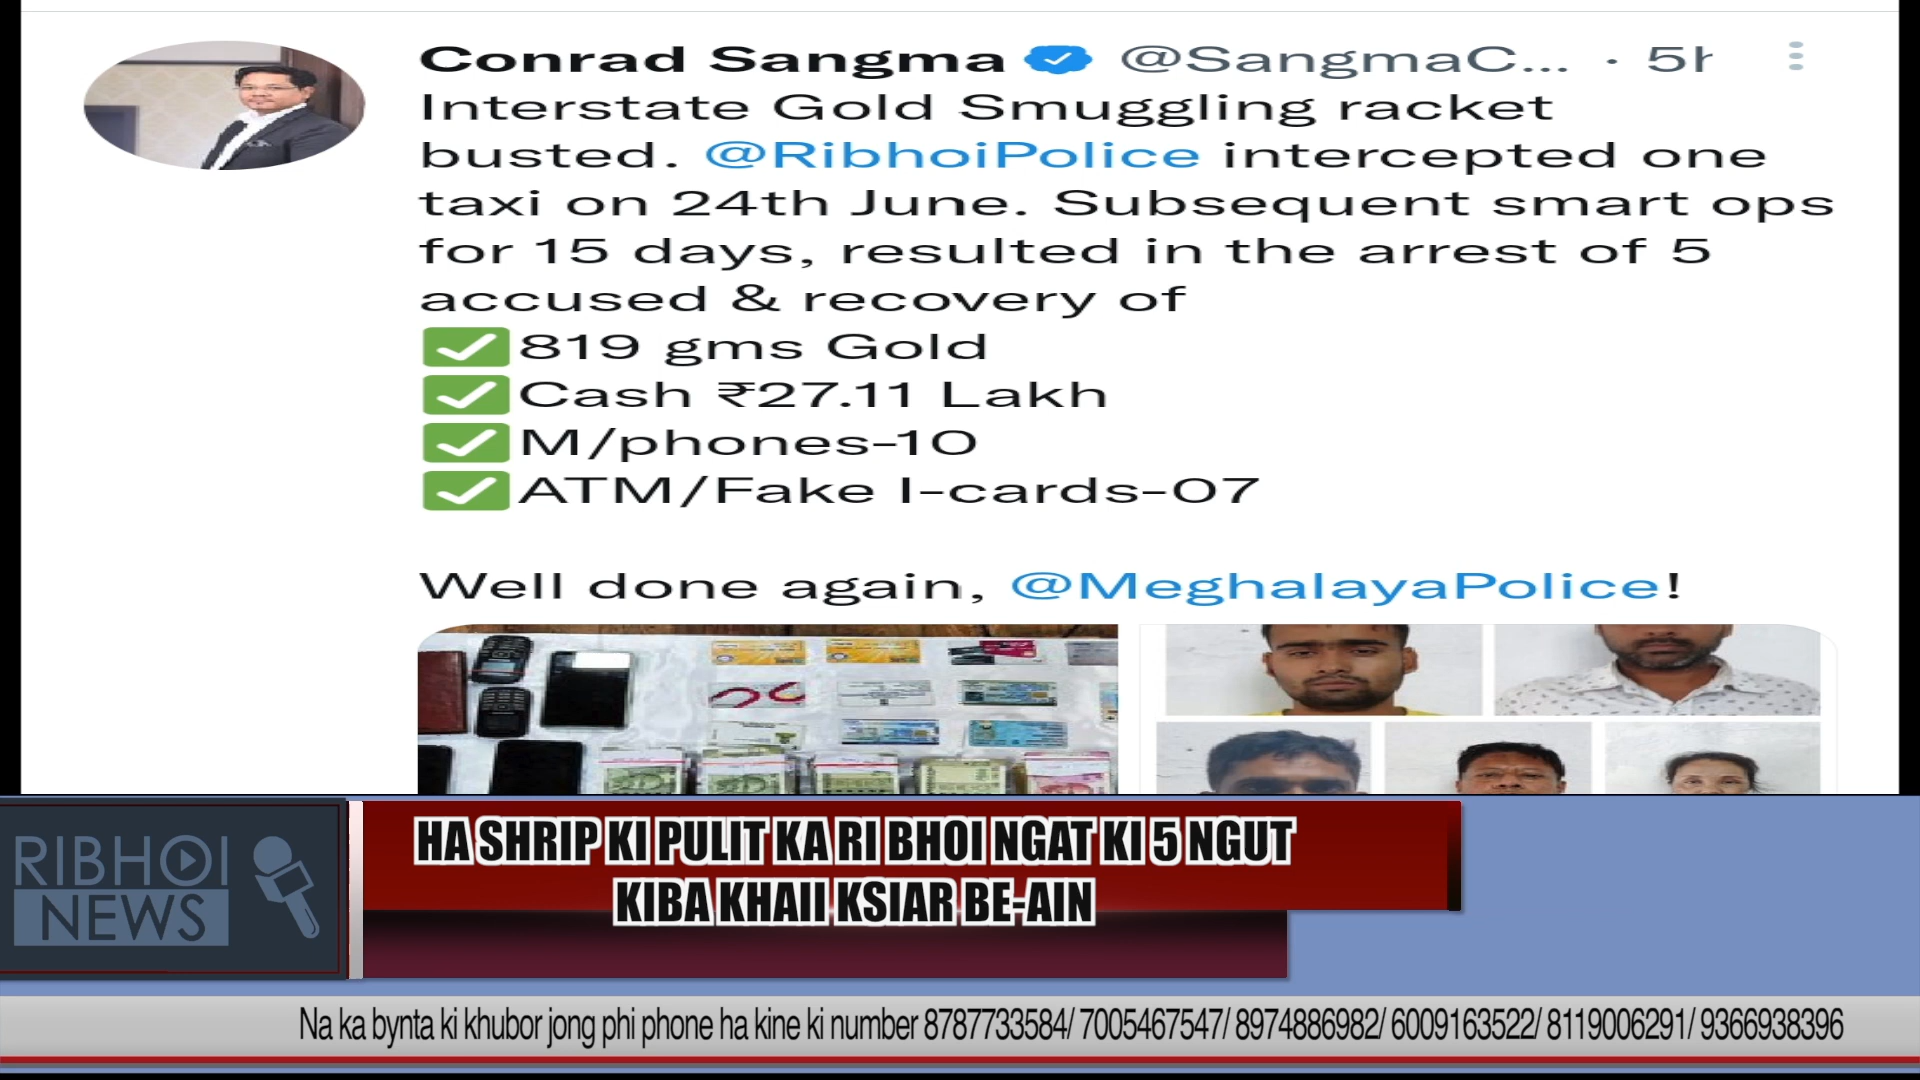 Conrad Sangma @SangmaC... · 5h
Interstate Gold Smuggling racket
busted. @RibhoiPolice intercepted one
taxi on 24th June. Subsequent smart ops
for 15 days, resulted in the arrest of 5
accused & recovery of
✅819 gms Gold
✅Cash ₹27.11 Lakh
✅M/phones-10
✅ATM/Fake I-cards-07
Well done again, @MeghalayaPolice!
RIBHOI
NEWS
HA SHRIP KI PULIT KA RI BHOI NGAT KI 5 NGUT
KIBA KHAII KSIAR BE-AIN
Na ka bynta ki khubor jong phi phone ha kine ki number 8787733584/ 7005467547/ 8974886982/ 6009163522/ 8119006291/ 9366938396